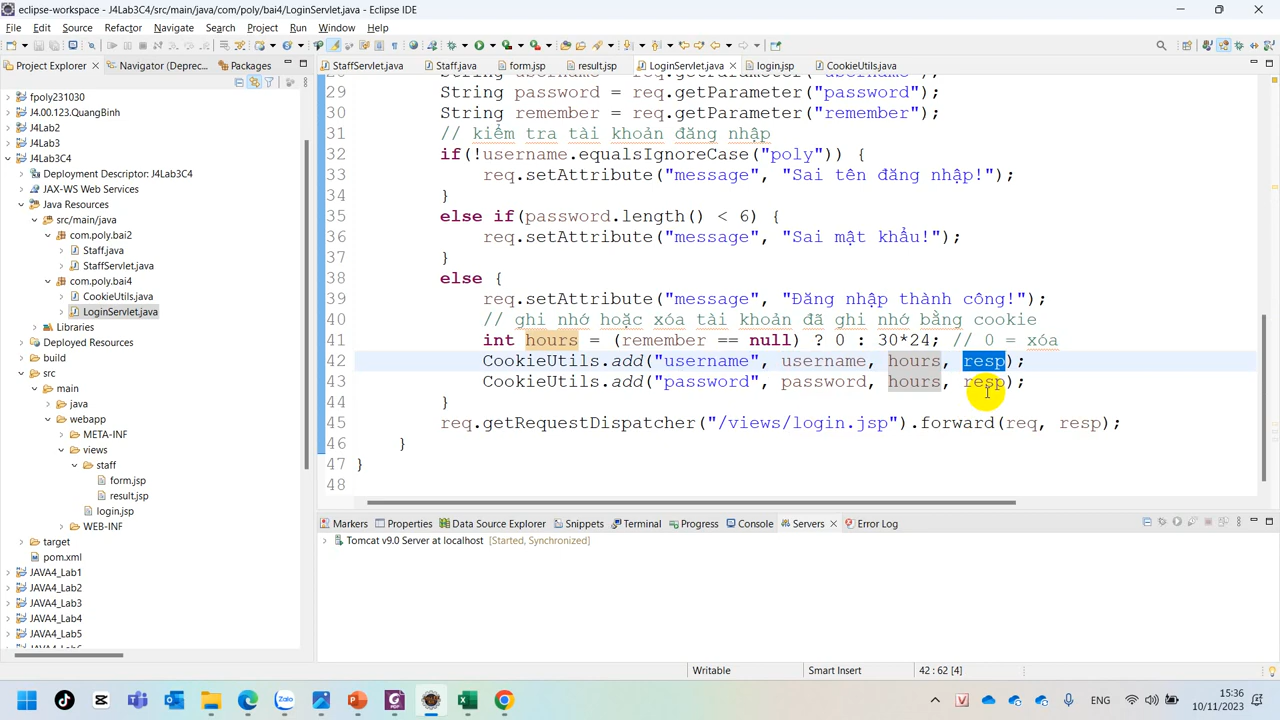 eclipse-workspace - J4Lab3C4/src/main/java/com/poly/bai4/LoginServlet.java - Eclipse IDE
File Edit Source Refactor Navigate Search Project Run Window Help
Project Explorer Navigator (Deprec... Packages
StaffServlet.java Staff.java form.jsp result.jsp LoginServlet.java login.jsp CookieUtils.java
fpoly231030
J4.00.123.QuangBinh
J4Lab2
J4Lab3
J4Lab3C4
Deployment Descriptor: J4Lab3C4
JAX-WS Web Services
Java Resources
src/main/java
com.poly.bai2
Staff.java
StaffServlet.java
com.poly.bai4
CookieUtils.java
LoginServlet.java
Libraries
Deployed Resources
build
src
main
java
webapp
META-INF
views
staff
form.jsp
result.jsp
login.jsp
WEB-INF
target
pom.xml
JAVA4_Lab1
JAVA4_Lab2
JAVA4_Lab3
JAVA4_Lab4
JAVA4_Lab5
29 String password = req.getParameter("password");
30 String remember = req.getParameter("remember");
31 // kiểm tra tài khoản đăng nhập
32 if(!username.equalsIgnoreCase("poly")) {
33 req.setAttribute("message", "Sai tên đăng nhập!");
34 }
35 else if(password.length() < 6) {
36 req.setAttribute("message", "Sai mật khẩu!");
37 }
38 else {
39 req.setAttribute("message", "Đăng nhập thành công!");
40 // ghi nhớ hoặc xóa tài khoản đã ghi nhớ bằng cookie
41 int hours = (remember == null) ? 0 : 30*24; // 0 = xóa
42 CookieUtils.add("username", username, hours, resp);
43 CookieUtils.add("password", password, hours, resp);
44 }
45 req.getRequestDispatcher("/views/login.jsp").forward(req, resp);
46 }
47 }
48
Markers Properties Data Source Explorer Snippets Terminal Progress Console Servers Error Log
Tomcat v9.0 Server at localhost [Started, Synchronized]
Writable Smart Insert 42 : 62 [4]
Zalo ENG 15:36
10/11/2023